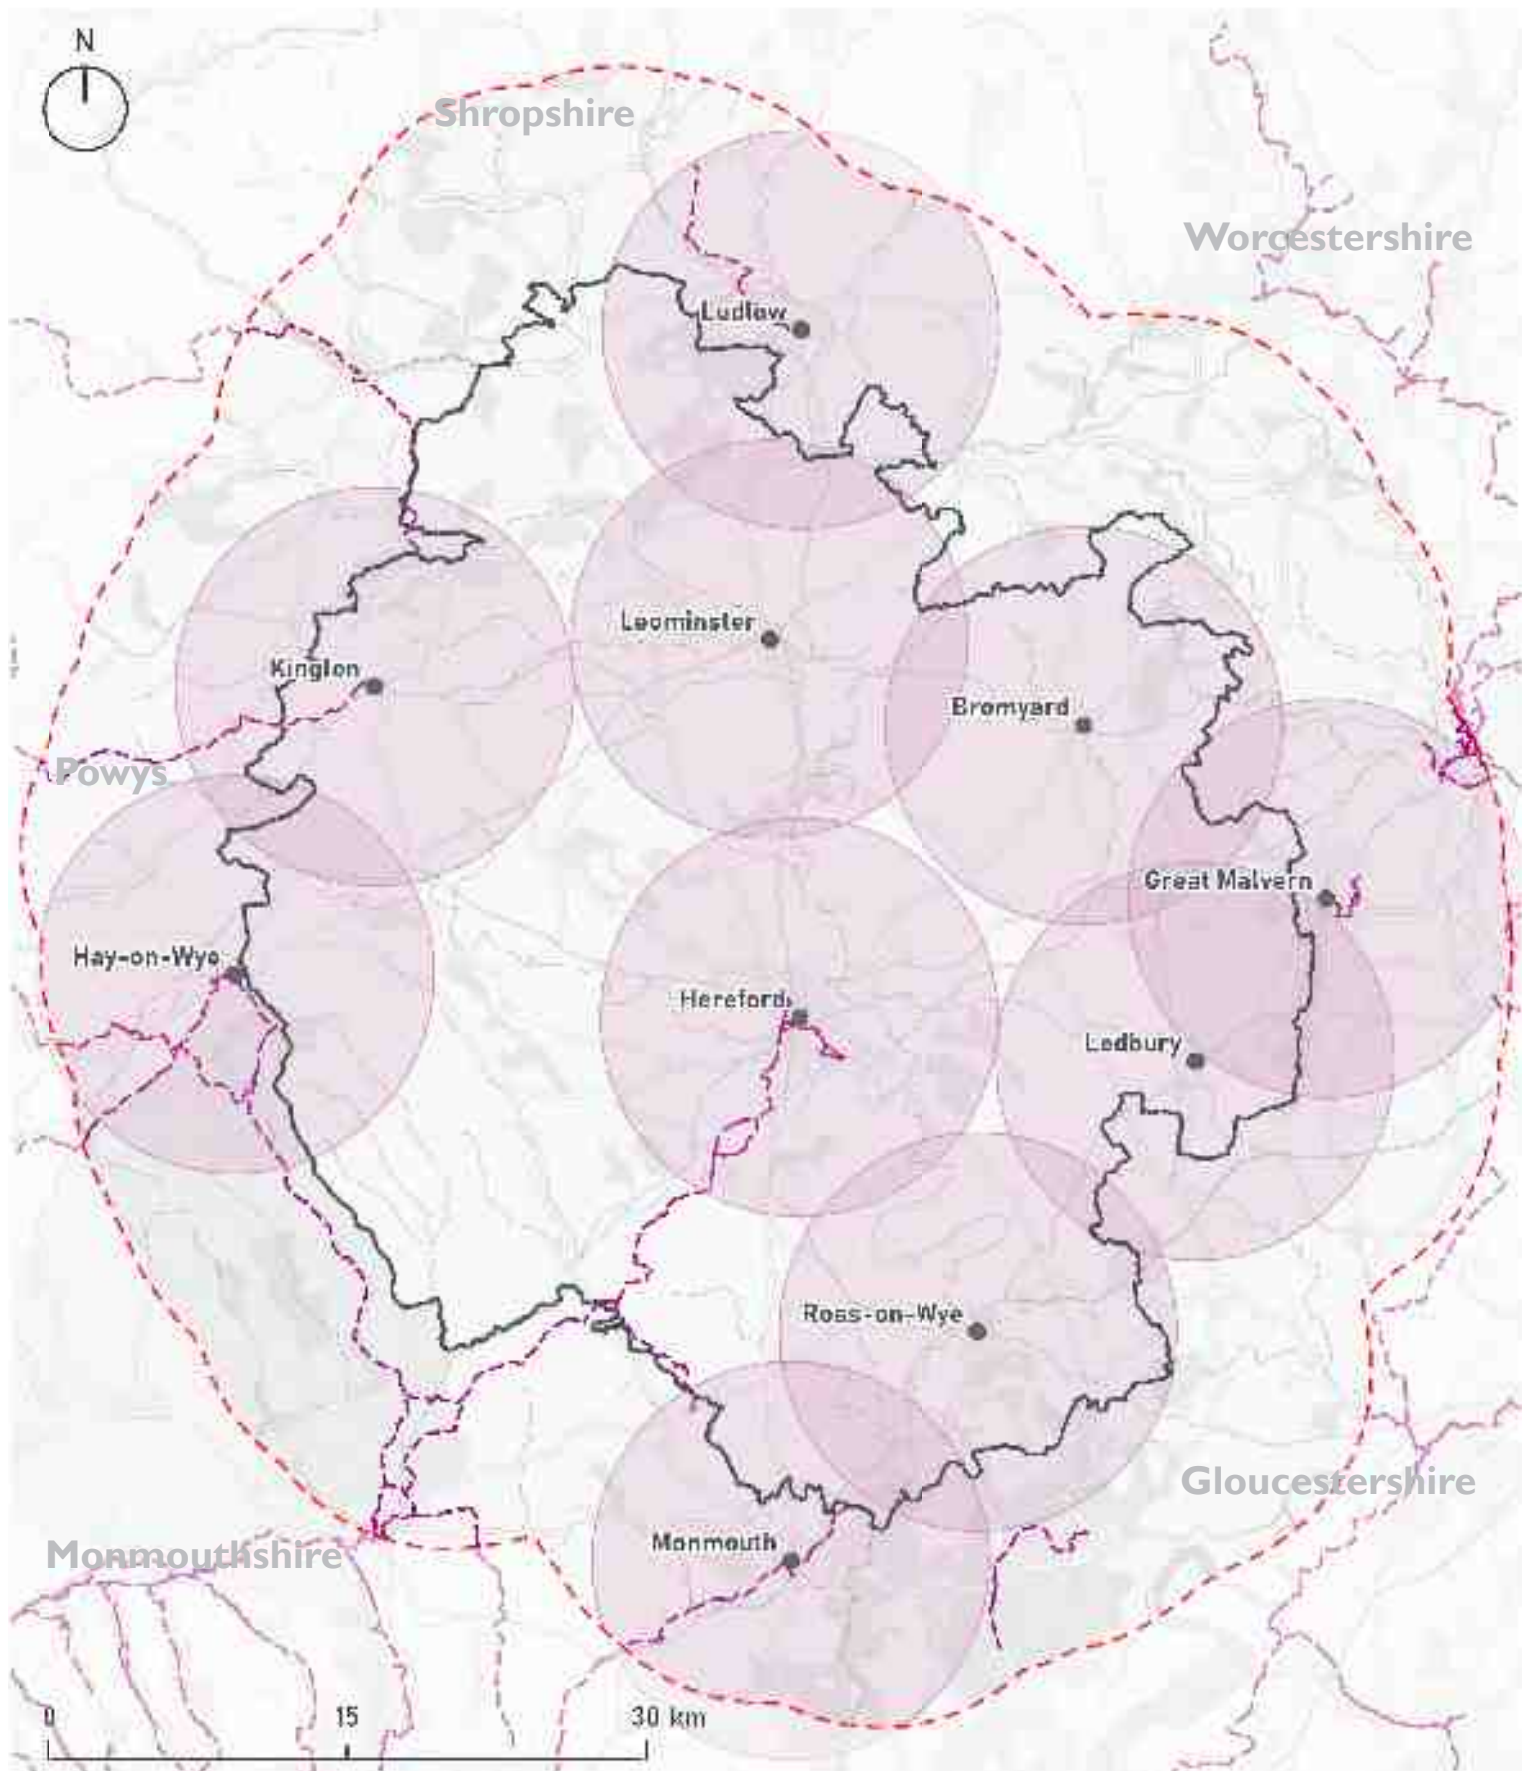 N
Shropshire
Worcestershire
Ludlow
Leominster
Kington
Bromyard
Powys
Great Malvern
Hay-on-Wye
Hereford
Ledbury
Ross-on-Wye
Gloucestershire
Monmouth
Monmouthshire
0 15 30 km